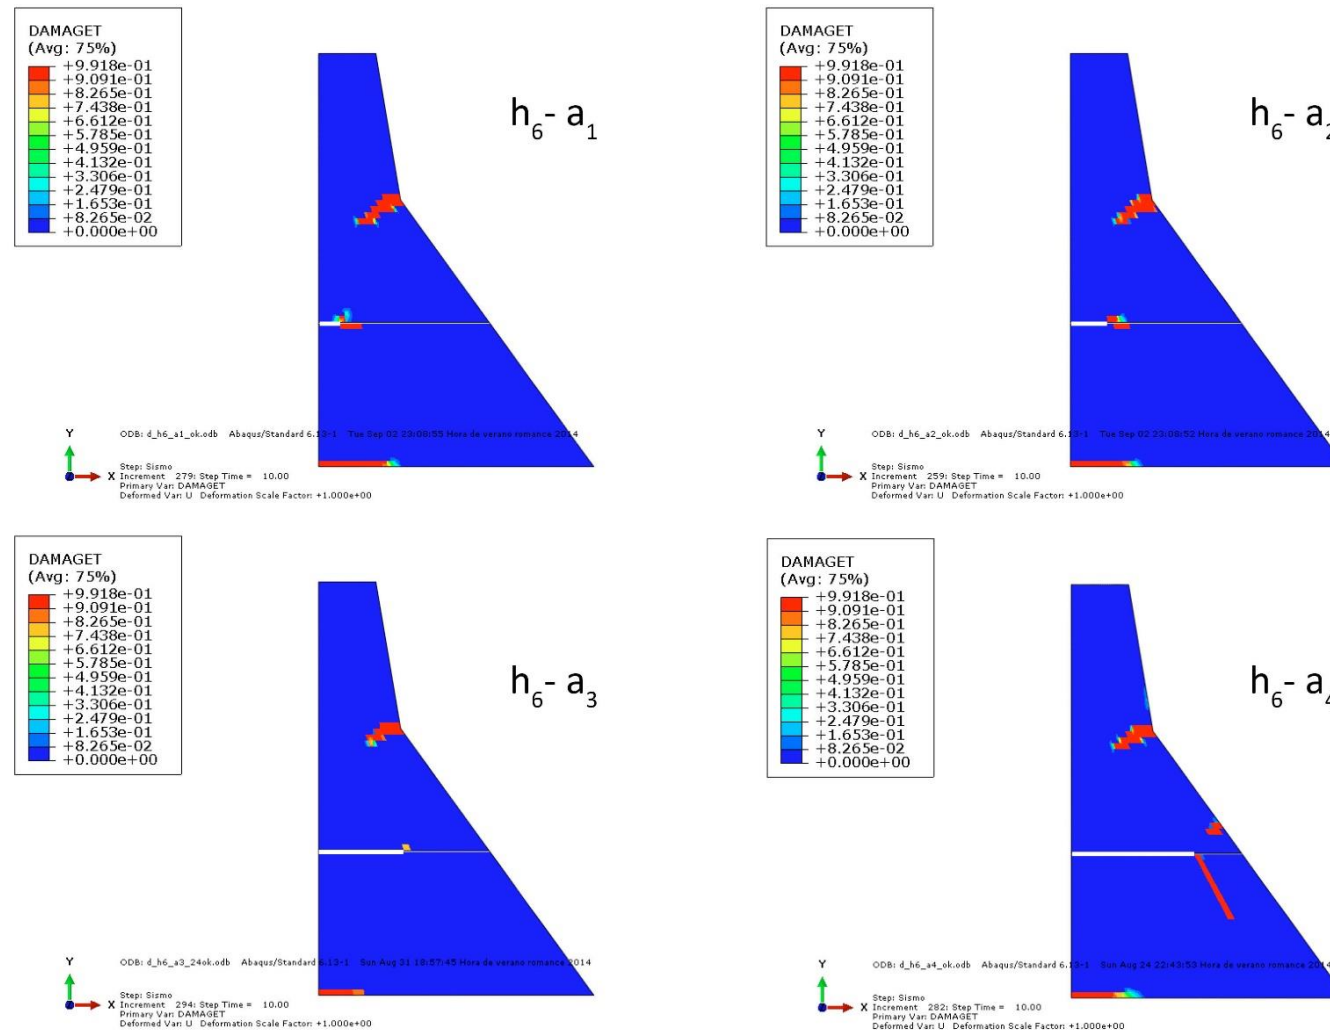 DAMAGET
(Avg: 75%)
+9.918e-01
+9.091e-01
+8.265e-01
+7.438e-01
+6.612e-01
+5.785e-01
+4.959e-01
+4.132e-01
+3.306e-01
+2.479e-01
+1.653e-01
+8.265e-02
+0.000e+00
h6- a1
Y
X
ODB: d_h6_a1_ok.odb Abaqus/Standard 6.13-1 Tue Sep 02 23:08:55 Hora de verano romance 2014
Step: Sismo
Increment 279: Step Time = 10.00
Primary Var: DAMAGET
Deformed Var: U Deformation Scale Factor: +1.000e+00
DAMAGET
(Avg: 75%)
+9.918e-01
+9.091e-01
+8.265e-01
+7.438e-01
+6.612e-01
+5.785e-01
+4.959e-01
+4.132e-01
+3.306e-01
+2.479e-01
+1.653e-01
+8.265e-02
+0.000e+00
h6- a2
Y
X
ODB: d_h6_a2_ok.odb Abaqus/Standard 6.13-1 Tue Sep 02 23:08:52 Hora de verano romance 201
Step: Sismo
Increment 259: Step Time = 10.00
Primary Var: DAMAGET
Deformed Var: U Deformation Scale Factor: +1.000e+00
DAMAGET
(Avg: 75%)
+9.918e-01
+9.091e-01
+8.265e-01
+7.438e-01
+6.612e-01
+5.785e-01
+4.959e-01
+4.132e-01
+3.306e-01
+2.479e-01
+1.653e-01
+8.265e-02
+0.000e+00
h6- a3
Y
X
ODB: d_h6_a3_24ok.odb Abaqus/Standard 6.13-1 Sun Aug 31 18:57:45 Hora de verano romance 2014
Step: Sismo
Increment 294: Step Time = 10.00
Primary Var: DAMAGET
Deformed Var: U Deformation Scale Factor: +1.000e+00
DAMAGET
(Avg: 75%)
+9.918e-01
+9.091e-01
+8.265e-01
+7.438e-01
+6.612e-01
+5.785e-01
+4.959e-01
+4.132e-01
+3.306e-01
+2.479e-01
+1.653e-01
+8.265e-02
+0.000e+00
h6- a4
Y
X
ODB: d_h6_a4_ok.odb Abaqus/Standard 6.13-1 Sun Aug 24 22:43:53 Hora de verano romance 201
Step: Sismo
Increment 282: Step Time = 10.00
Primary Var: DAMAGET
Deformed Var: U Deformation Scale Factor: +1.000e+00